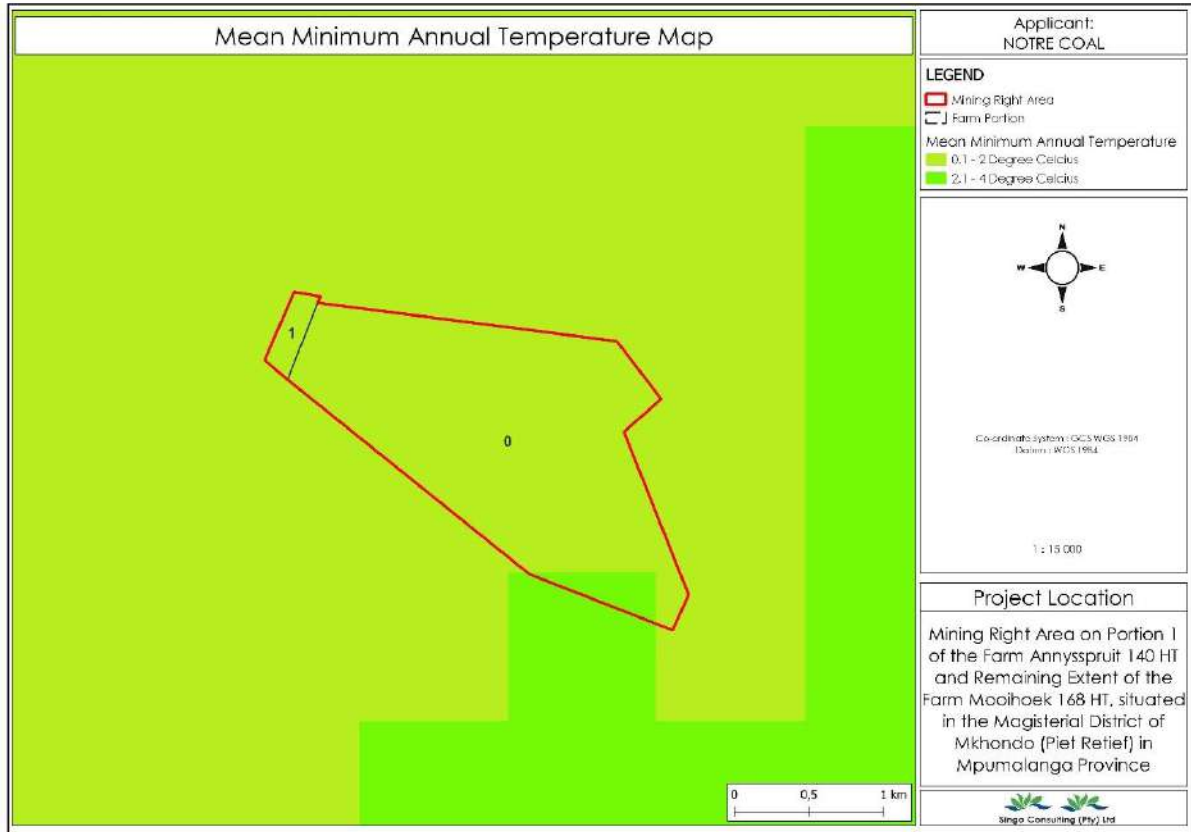 Mean Minimum Annual Temperature Map
1
0
0
0,5
1 km
Applicant:
NOTRE COAL
LEGEND
Mining Right Area
Farm Portion
Mean Minimum Annual Temperature
0.1 - 2 Degree Celcius
2.1 - 4 Degree Celcius
N
W
E
S
Co-ordinate System : GCS WGS 1984
Datum : WGS 1984
1 : 15 000
Project Location
Mining Right Area on Portion 1
of the Farm Annysspruit 140 HT
and Remaining Extent of the
Farm Mooihoek 168 HT, situated
in the Magisterial District of
Mkhondo (Piet Retief) in
Mpumalanga Province
Singo Consulting (Pty) Ltd